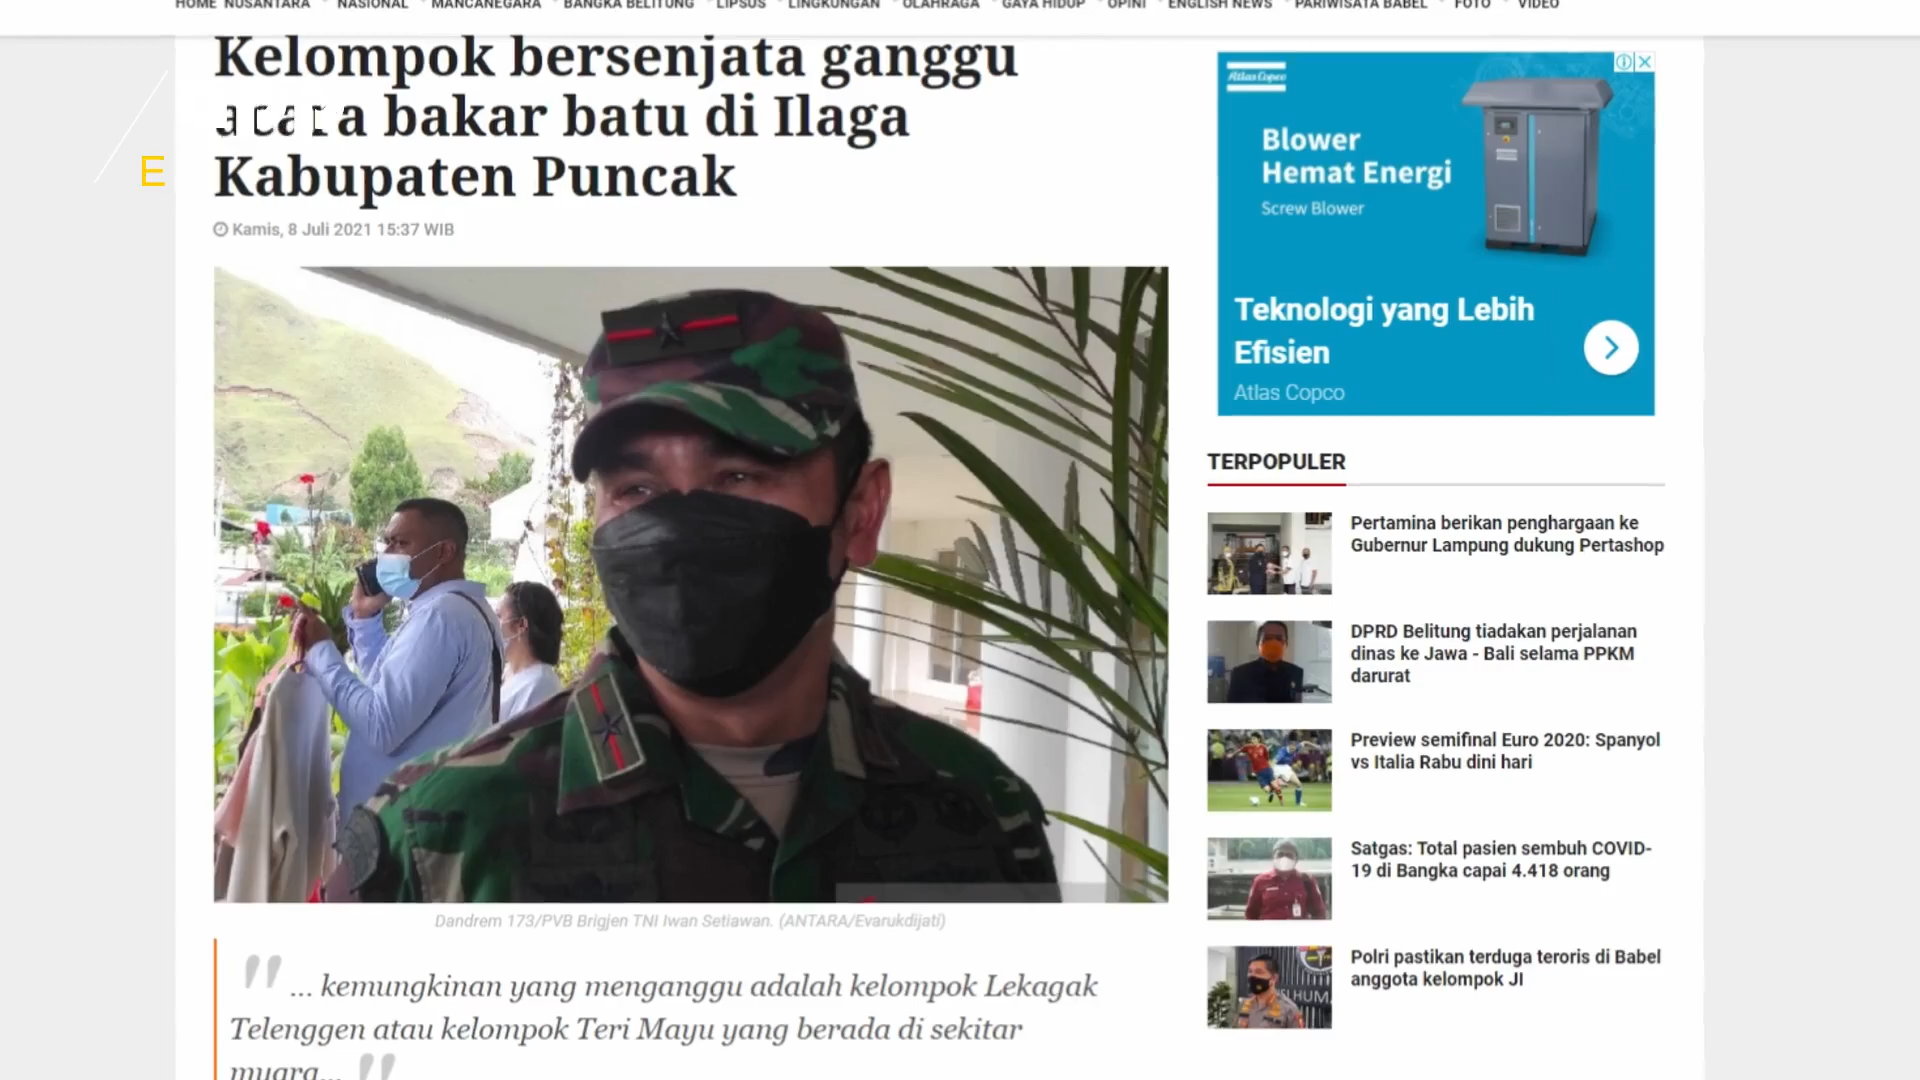 HOME NUSANTARA NASIONAL MANCANEGARA BANGKA BELITUNG LIPSUS LINGKUNGAN OLAHRAGA GAYA HIDUP OPINI ENGLISH NEWS PARIWISATA BABEL FOTO VIDEO
Kelompok bersenjata ganggu
acara bakar batu di Ilaga
Kabupaten Puncak
E
Kamis, 8 Juli 2021 15:37 WIB
Dandrem 173/PVB Brigjen TNI Iwan Setiawan. (ANTARA/Evarukdijati)
"... kemungkinan yang menganggu adalah kelompok Lekagak
Telenggen atau kelompok Teri Mayu yang berada di sekitar
muara... "
Atlas Copco
Blower
Hemat Energi
Screw Blower
Teknologi yang Lebih
Efisien
Atlas Copco
TERPOPULER
Pertamina berikan penghargaan ke
Gubernur Lampung dukung Pertashop
DPRD Belitung tiadakan perjalanan
dinas ke Jawa - Bali selama PPKM
darurat
Preview semifinal Euro 2020: Spanyol
vs Italia Rabu dini hari
Satgas: Total pasien sembuh COVID-
19 di Bangka capai 4.418 orang
Polri pastikan terduga teroris di Babel
anggota kelompok JI